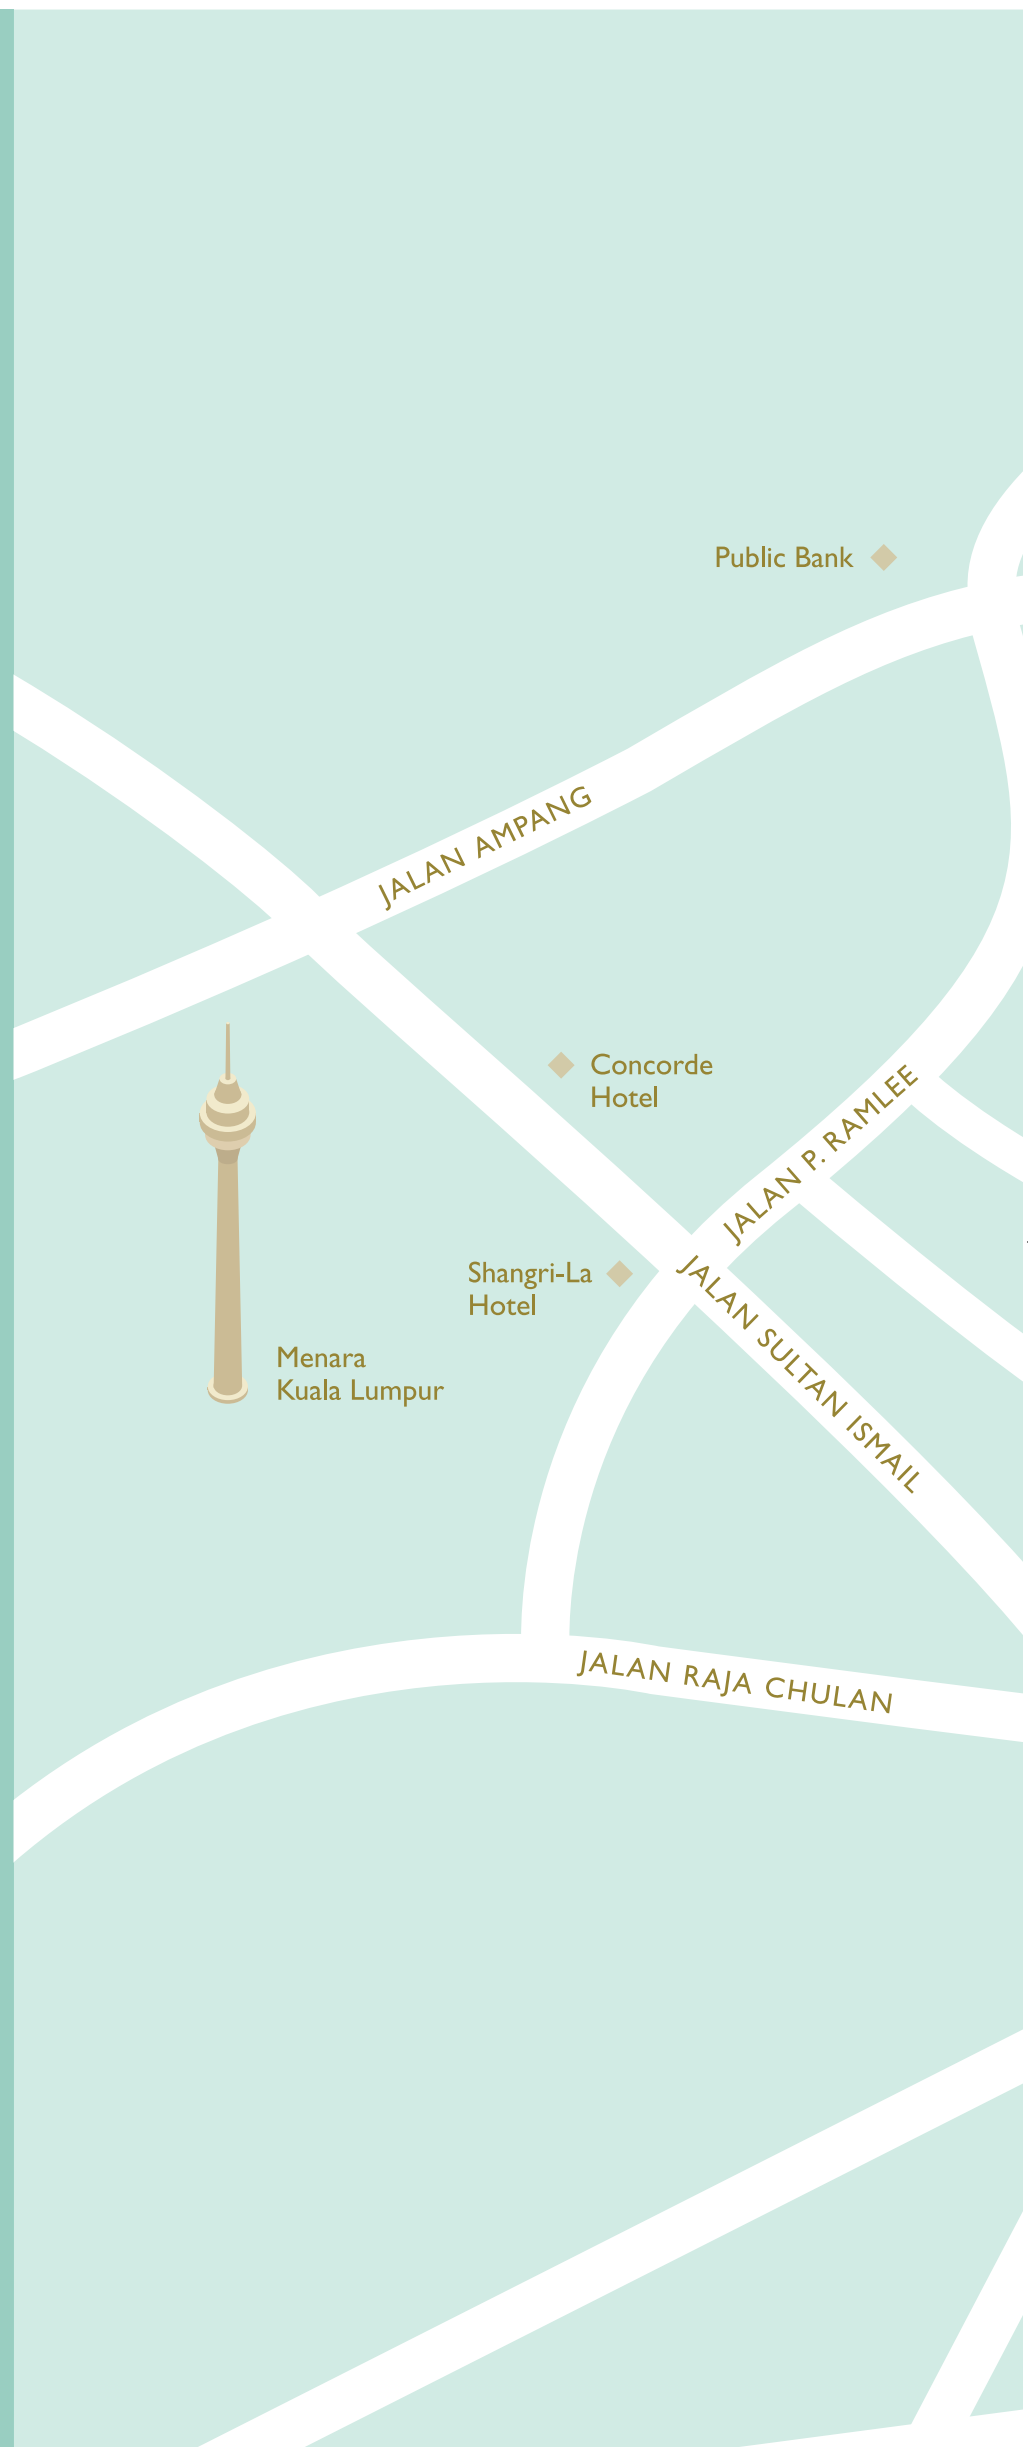 Public Bank
JALAN AMPANG
Concorde
Hotel
JALAN P. RAMLEE
Shangri-La
Hotel
JALAN SULTAN ISMAIL
Menara
Kuala Lumpur
JALAN RAJA CHULAN